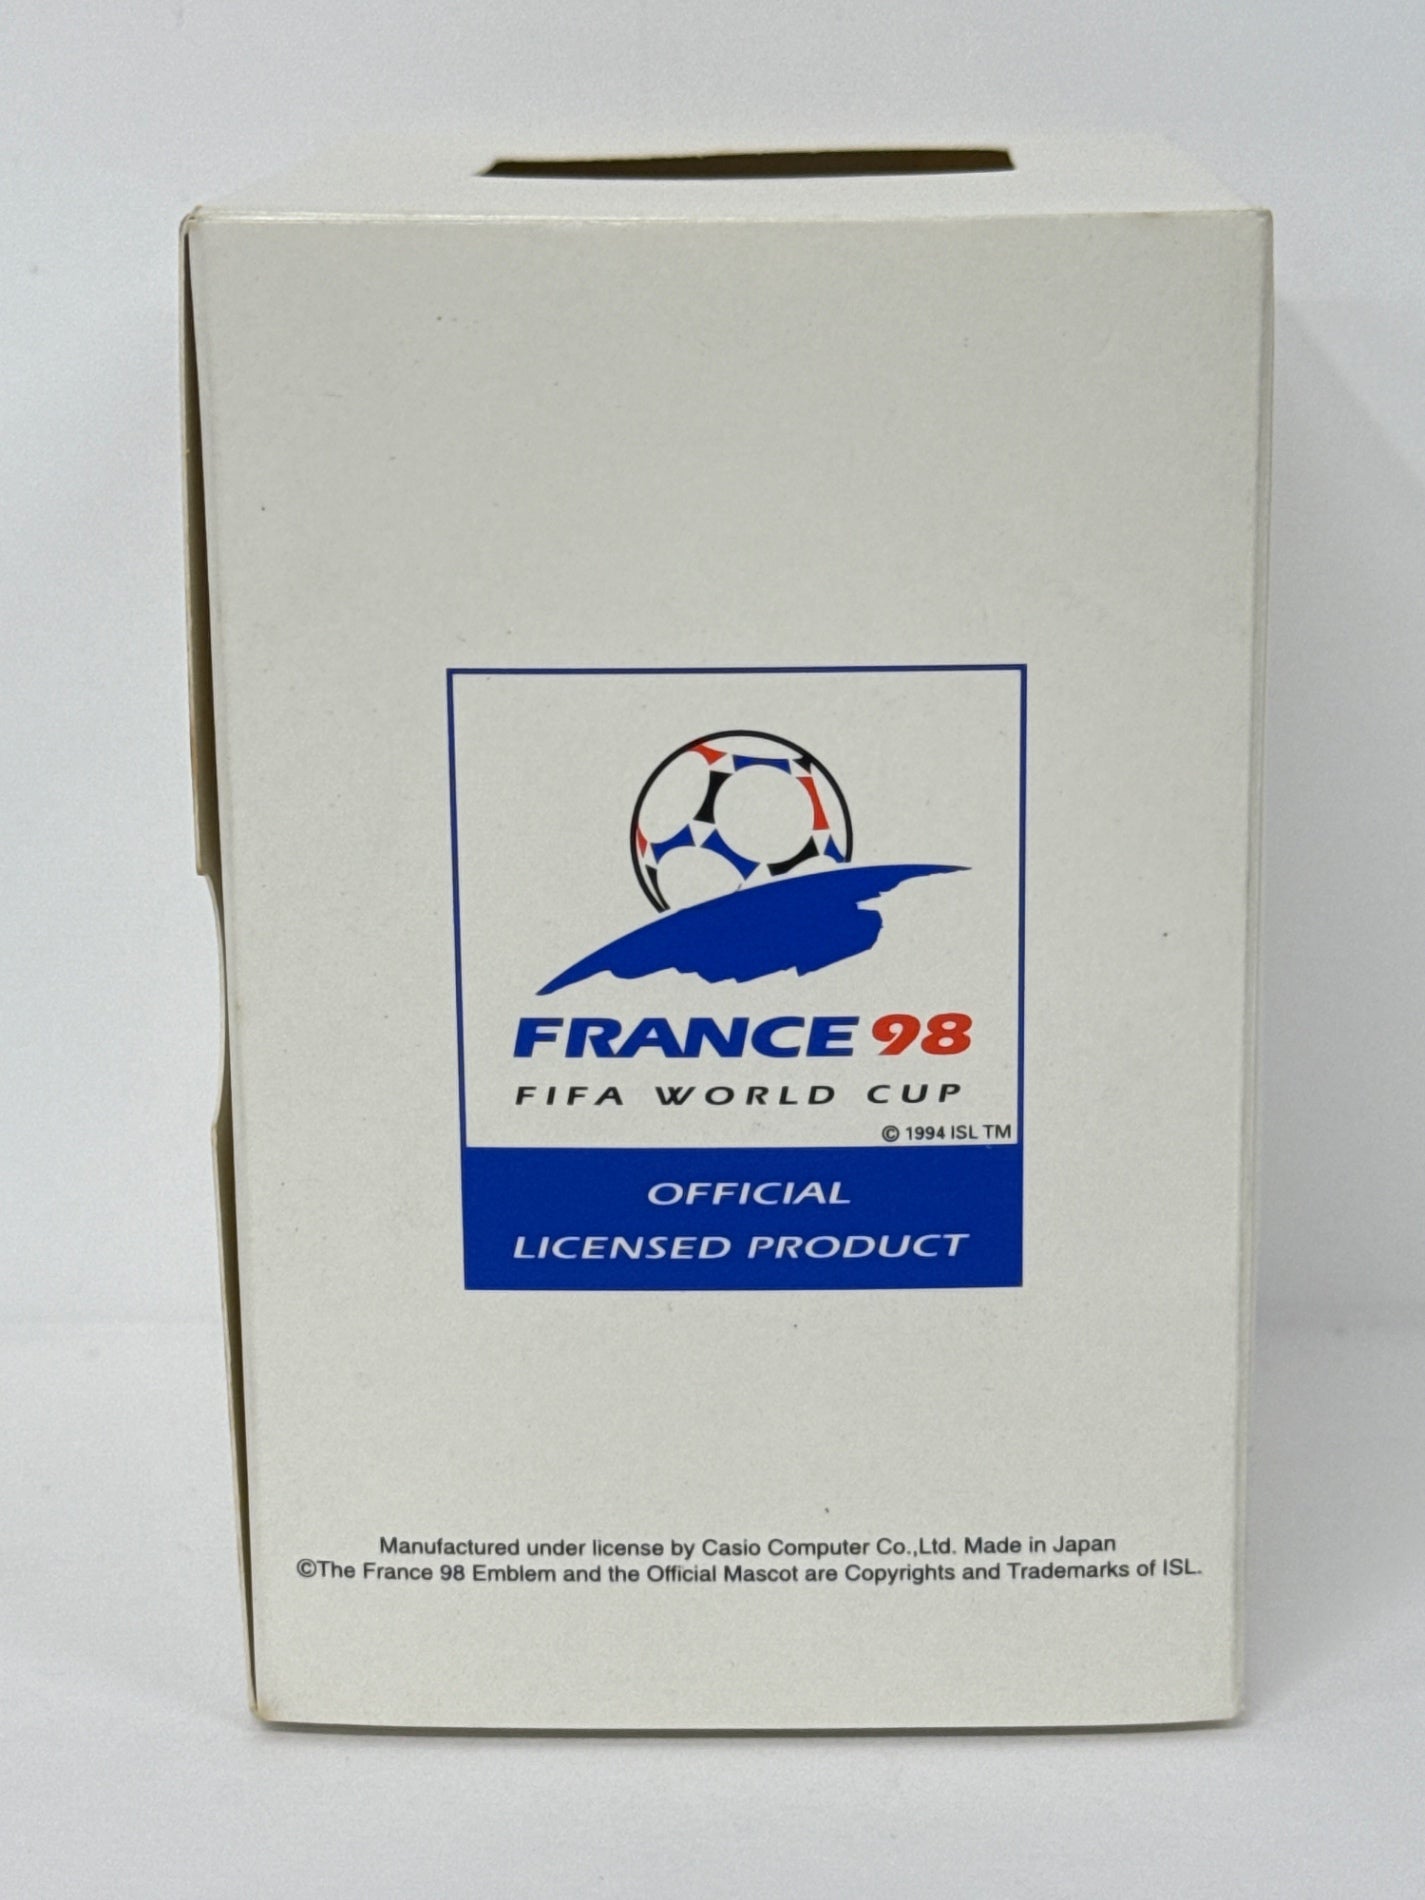 FRANCE 98
FIFA WORLD CUP
© 1994 ISL TM
OFFICIAL
LICENSED PRODUCT
Manufactured under license by Casio Computer Co.,Ltd. Made in Japan
©The France 98 Emblem and the Official Mascot are Copyrights and Trademarks of ISL.